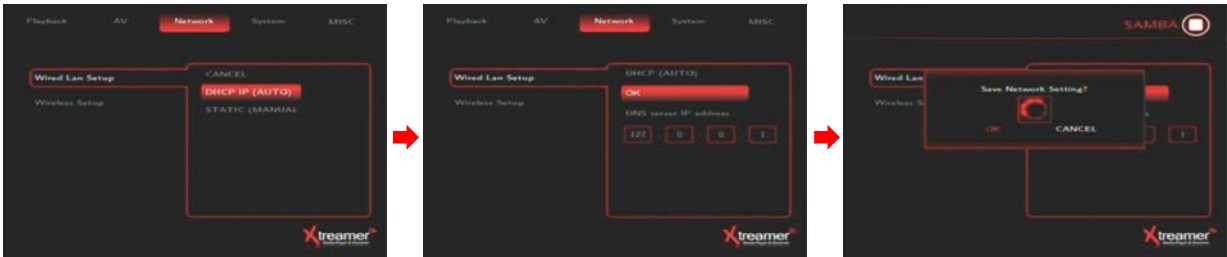 Playback AV Network System MISC
Wired Lan Setup
Wireless Setup
CANCEL
DHCP IP (AUTO)
STATIC (MANUAL
Xtreamer
Playback AV Network System MISC
Wired Lan Setup
Wireless Setup
DHCP (AUTO)
OK
DNS server IP address
127 . 0 . 0 . 1
Xtreamer
SAMBA
Wired Lan
Wireless S
Save Network Setting?
OK CANCEL
1
Xtreamer